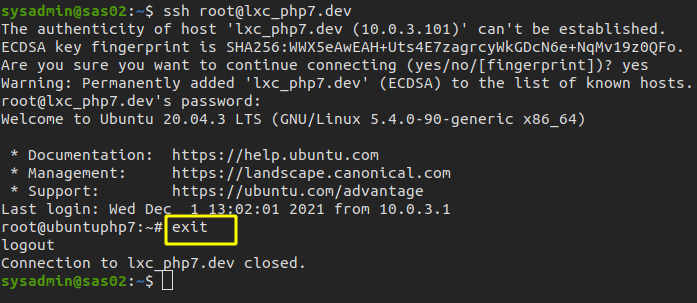 sysadmin@sas02:~$ ssh root@lxc_php7.dev
The authenticity of host 'lxc_php7.dev (10.0.3.101)' can't be established.
ECDSA key fingerprint is SHA256:WWX5eAwEAH+Uts4E7zagrcyWkGDcN6e+NqMv19z0QFo.
Are you sure you want to continue connecting (yes/no/[fingerprint])? yes
Warning: Permanently added 'lxc_php7.dev' (ECDSA) to the list of known hosts.
root@lxc_php7.dev's password:
Welcome to Ubuntu 20.04.3 LTS (GNU/Linux 5.4.0-90-generic x86_64)

 * Documentation:  https://help.ubuntu.com
 * Management:     https://landscape.canonical.com
 * Support:        https://ubuntu.com/advantage
Last login: Wed Dec  1 13:02:01 2021 from 10.0.3.1
root@ubuntuphp7:~# exit
logout
Connection to lxc_php7.dev closed.
sysadmin@sas02:~$